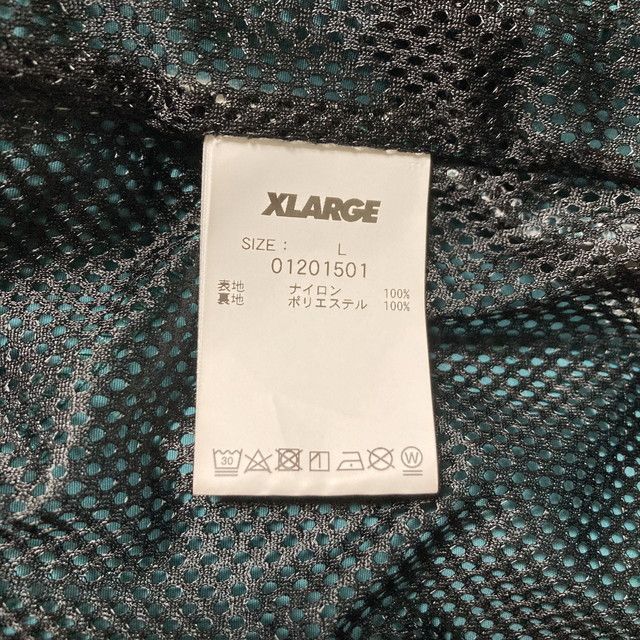 XLARGE
SIZE : L
01201501
表地 ナイロン 100%
裏地 ポリエステル 100%
30 W